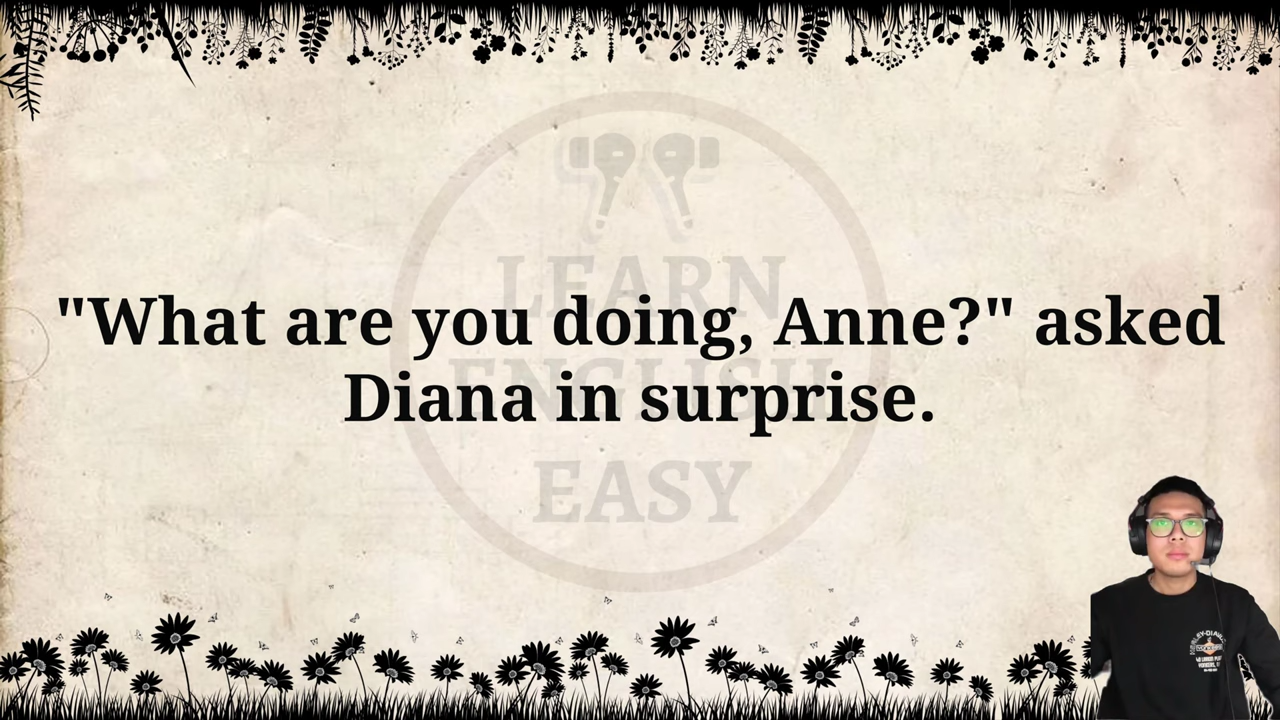 LEARN
"What are you doing, Anne?" asked
ENGLISH
Diana in surprise.
EASY